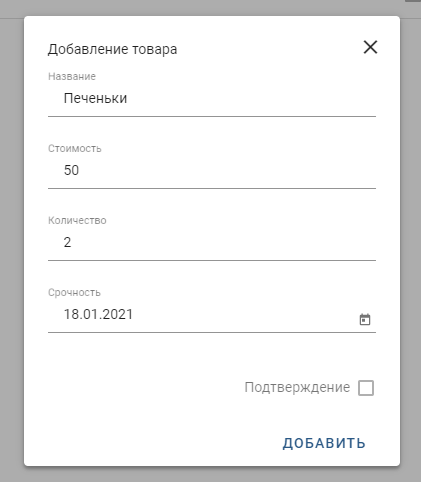 Добавление товара
Название
Печеньки
Стоимость
50
Количество
2
Срочность
18.01.2021
Подтверждение
ДОБАВИТЬ